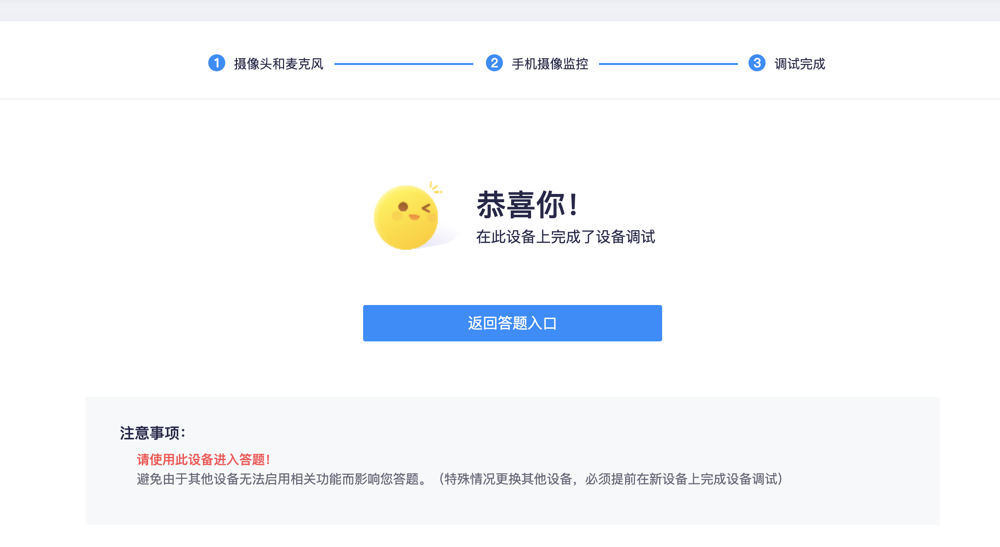 1 摄像头和麦克风 2 手机摄像监控 3 调试完成
恭喜你！
在此设备上完成了设备调试
返回答题入口
注意事项：
请使用此设备进入答题！
避免由于其他设备无法启用相关功能而影响您答题。（特殊情况更换其他设备，必须提前在新设备上完成设备调试）